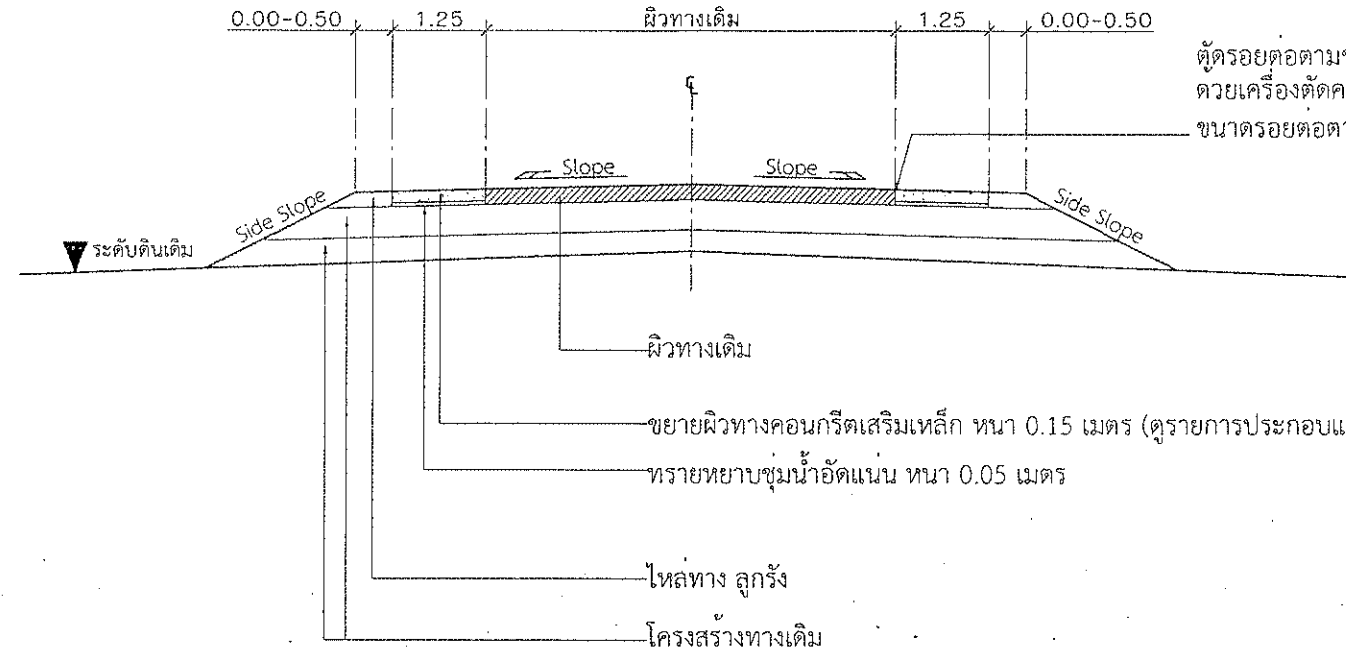 0.00-0.50 1.25 ผิวทางเดิม 1.25 0.00-0.50
ตัดรอยต่อตาม
ด้วยเครื่องตัดค
ขนาดรอยต่อตา
℄
Slope Slope
Side Slope Side Slope
ระดับดินเดิม
ผิวทางเดิม
ขยายผิวทางคอนกรีตเสริมเหล็ก หนา 0.15 เมตร (ดูรายการประกอบแ
ทรายหยาบชุ่มน้ำอัดแน่น หนา 0.05 เมตร
ไหล่ทาง ลูกรัง
โครงสร้างทางเดิม